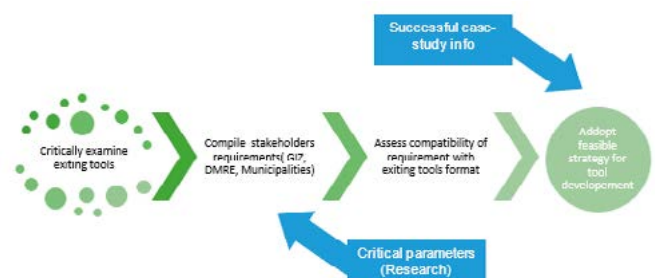 Successful case-
study info
Critically examine
exiting tools
Compile stakeholders
requirements( GIZ,
DMRE, Municipalities)
Assess compatibility of
requirement with
exiting tools format
Addopt
feasible
strategy for
tool
developement
Critical parameters
(Research)